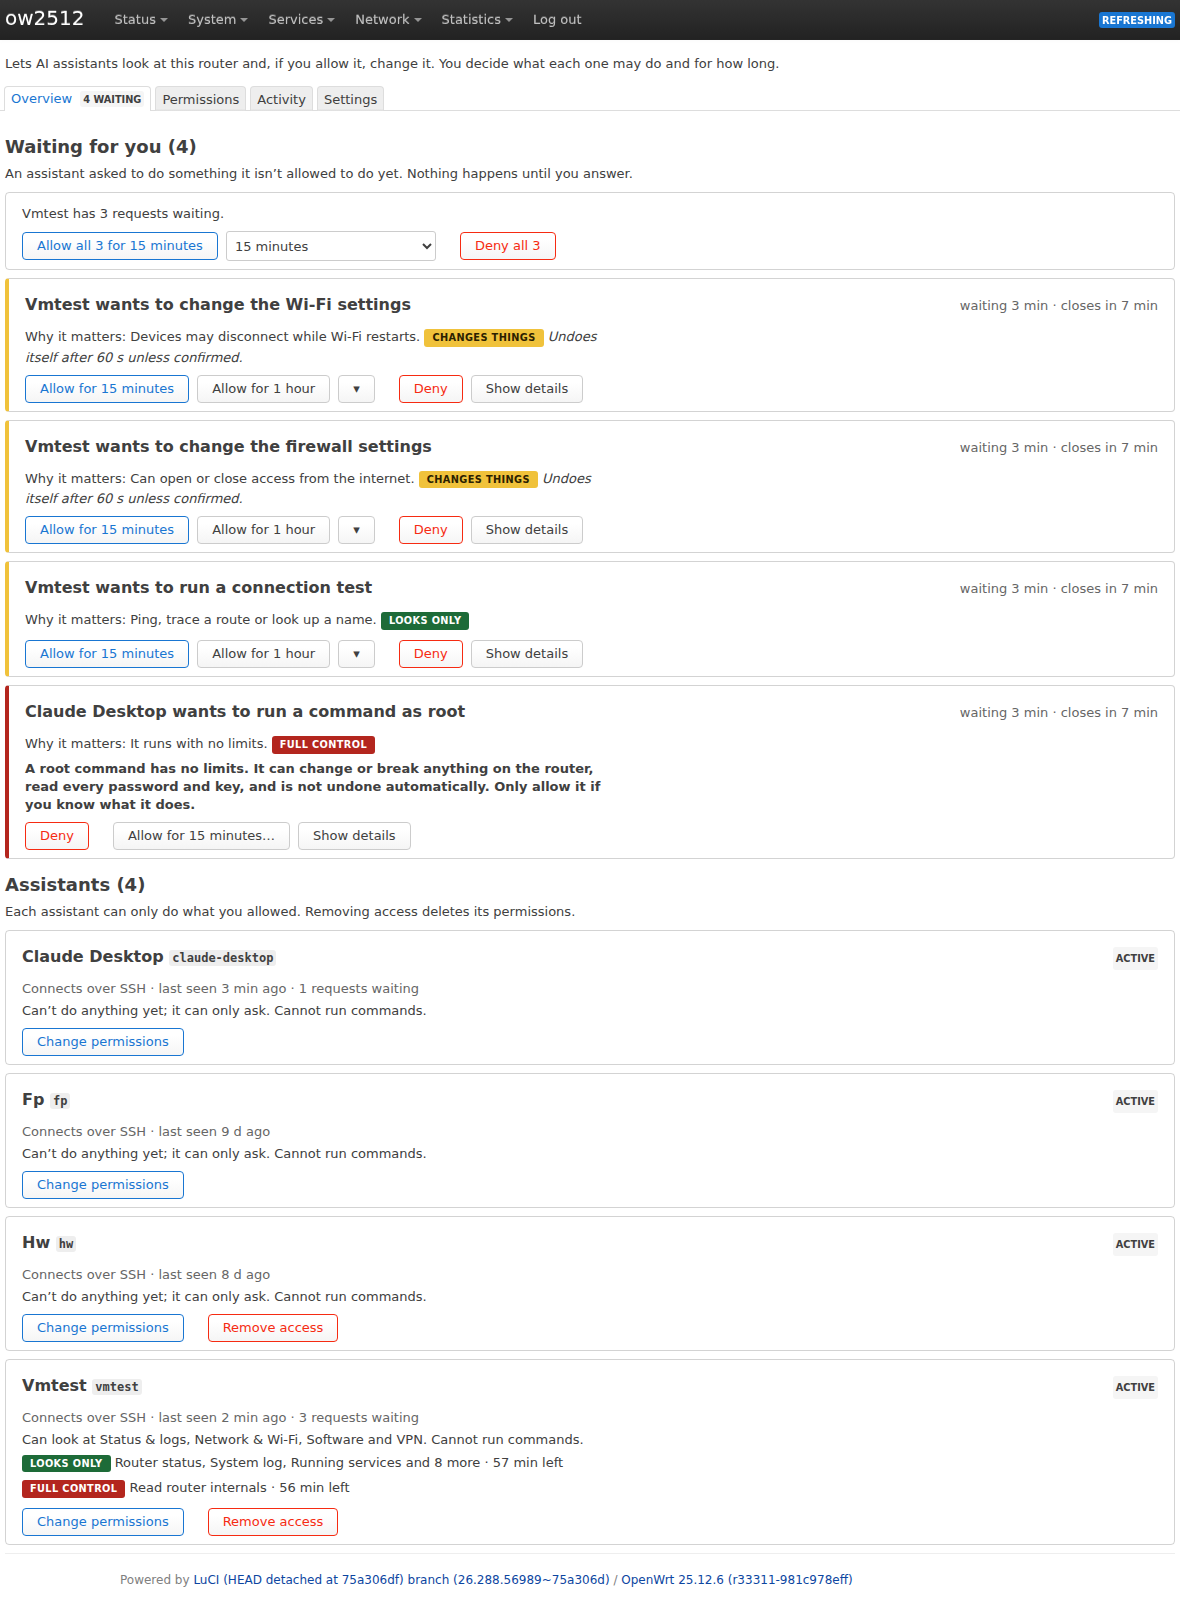 ow2512 Status System Services Network Statistics Log out REFRESHING
Lets AI assistants look at this router and, if you allow it, change it. You decide what each one may do and for how long.
Overview 4 WAITING Permissions Activity Settings
Waiting for you (4)
An assistant asked to do something it isn’t allowed to do yet. Nothing happens until you answer.
Vmtest has 3 requests waiting.
Allow all 3 for 15 minutes 15 minutes Deny all 3
Vmtest wants to change the Wi-Fi settings waiting 3 min · closes in 7 min
Why it matters: Devices may disconnect while Wi-Fi restarts. CHANGES THINGS Undoes
itself after 60 s unless confirmed.
Allow for 15 minutes Allow for 1 hour ▾ Deny Show details
Vmtest wants to change the firewall settings waiting 3 min · closes in 7 min
Why it matters: Can open or close access from the internet. CHANGES THINGS Undoes
itself after 60 s unless confirmed.
Allow for 15 minutes Allow for 1 hour ▾ Deny Show details
Vmtest wants to run a connection test waiting 3 min · closes in 7 min
Why it matters: Ping, trace a route or look up a name. LOOKS ONLY
Allow for 15 minutes Allow for 1 hour ▾ Deny Show details
Claude Desktop wants to run a command as root waiting 3 min · closes in 7 min
Why it matters: It runs with no limits. FULL CONTROL
A root command has no limits. It can change or break anything on the router,
read every password and key, and is not undone automatically. Only allow it if
you know what it does.
Deny Allow for 15 minutes… Show details
Assistants (4)
Each assistant can only do what you allowed. Removing access deletes its permissions.
Claude Desktop claude-desktop ACTIVE
Connects over SSH · last seen 3 min ago · 1 requests waiting
Can’t do anything yet; it can only ask. Cannot run commands.
Change permissions
Fp fp ACTIVE
Connects over SSH · last seen 9 d ago
Can’t do anything yet; it can only ask. Cannot run commands.
Change permissions
Hw hw ACTIVE
Connects over SSH · last seen 8 d ago
Can’t do anything yet; it can only ask. Cannot run commands.
Change permissions Remove access
Vmtest vmtest ACTIVE
Connects over SSH · last seen 2 min ago · 3 requests waiting
Can look at Status & logs, Network & Wi-Fi, Software and VPN. Cannot run commands.
LOOKS ONLY Router status, System log, Running services and 8 more · 57 min left
FULL CONTROL Read router internals · 56 min left
Change permissions Remove access
Powered by LuCI (HEAD detached at 75a306df) branch (26.288.56989~75a306d) / OpenWrt 25.12.6 (r33311-981c978eff)